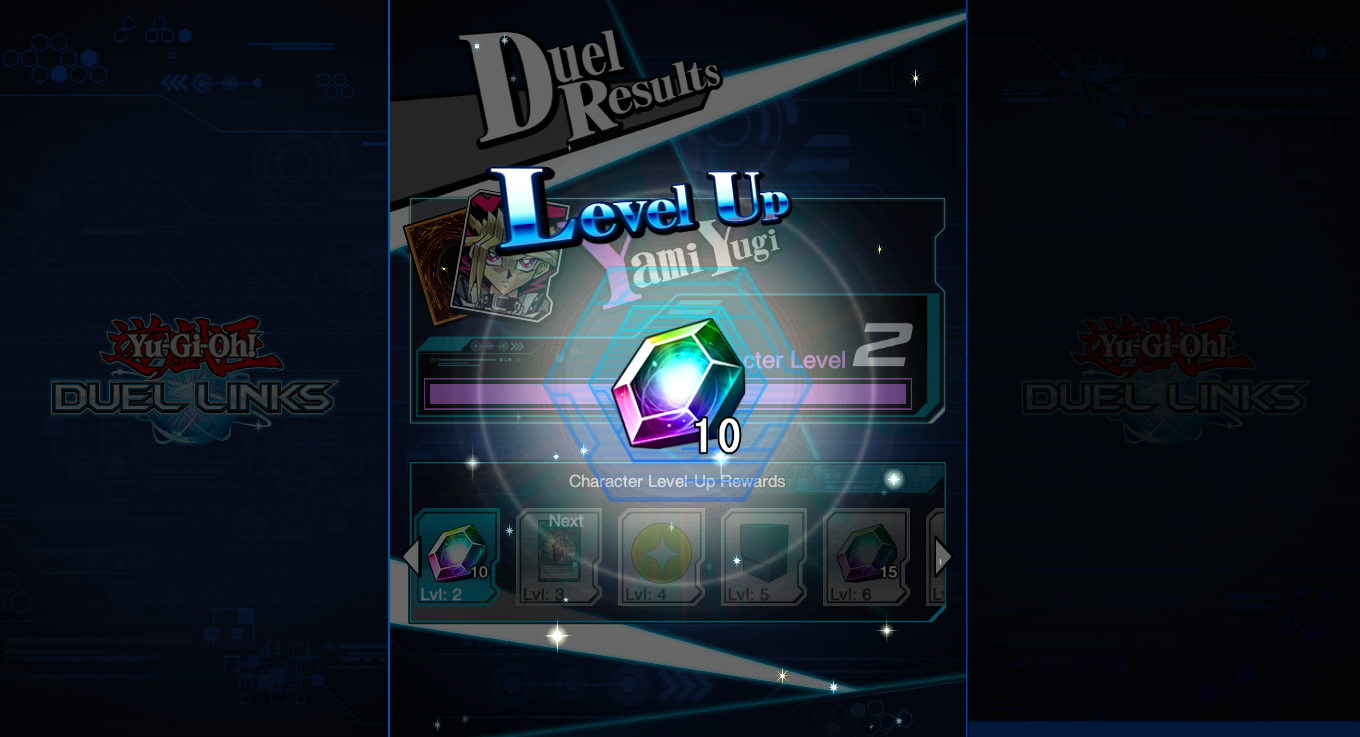 Duel
Results
Level Up
Yami Yugi
cter Level 2
10
Character Level-Up Rewards
Next
10
15
Lvl: 2
Lvl: 3
Lvl: 4
Lvl: 5
Lvl: 6
遊戯王
Yu-Gi-Oh!
DUEL LINKS
遊戯王
Yu-Gi-Oh!
DUEL LINKS